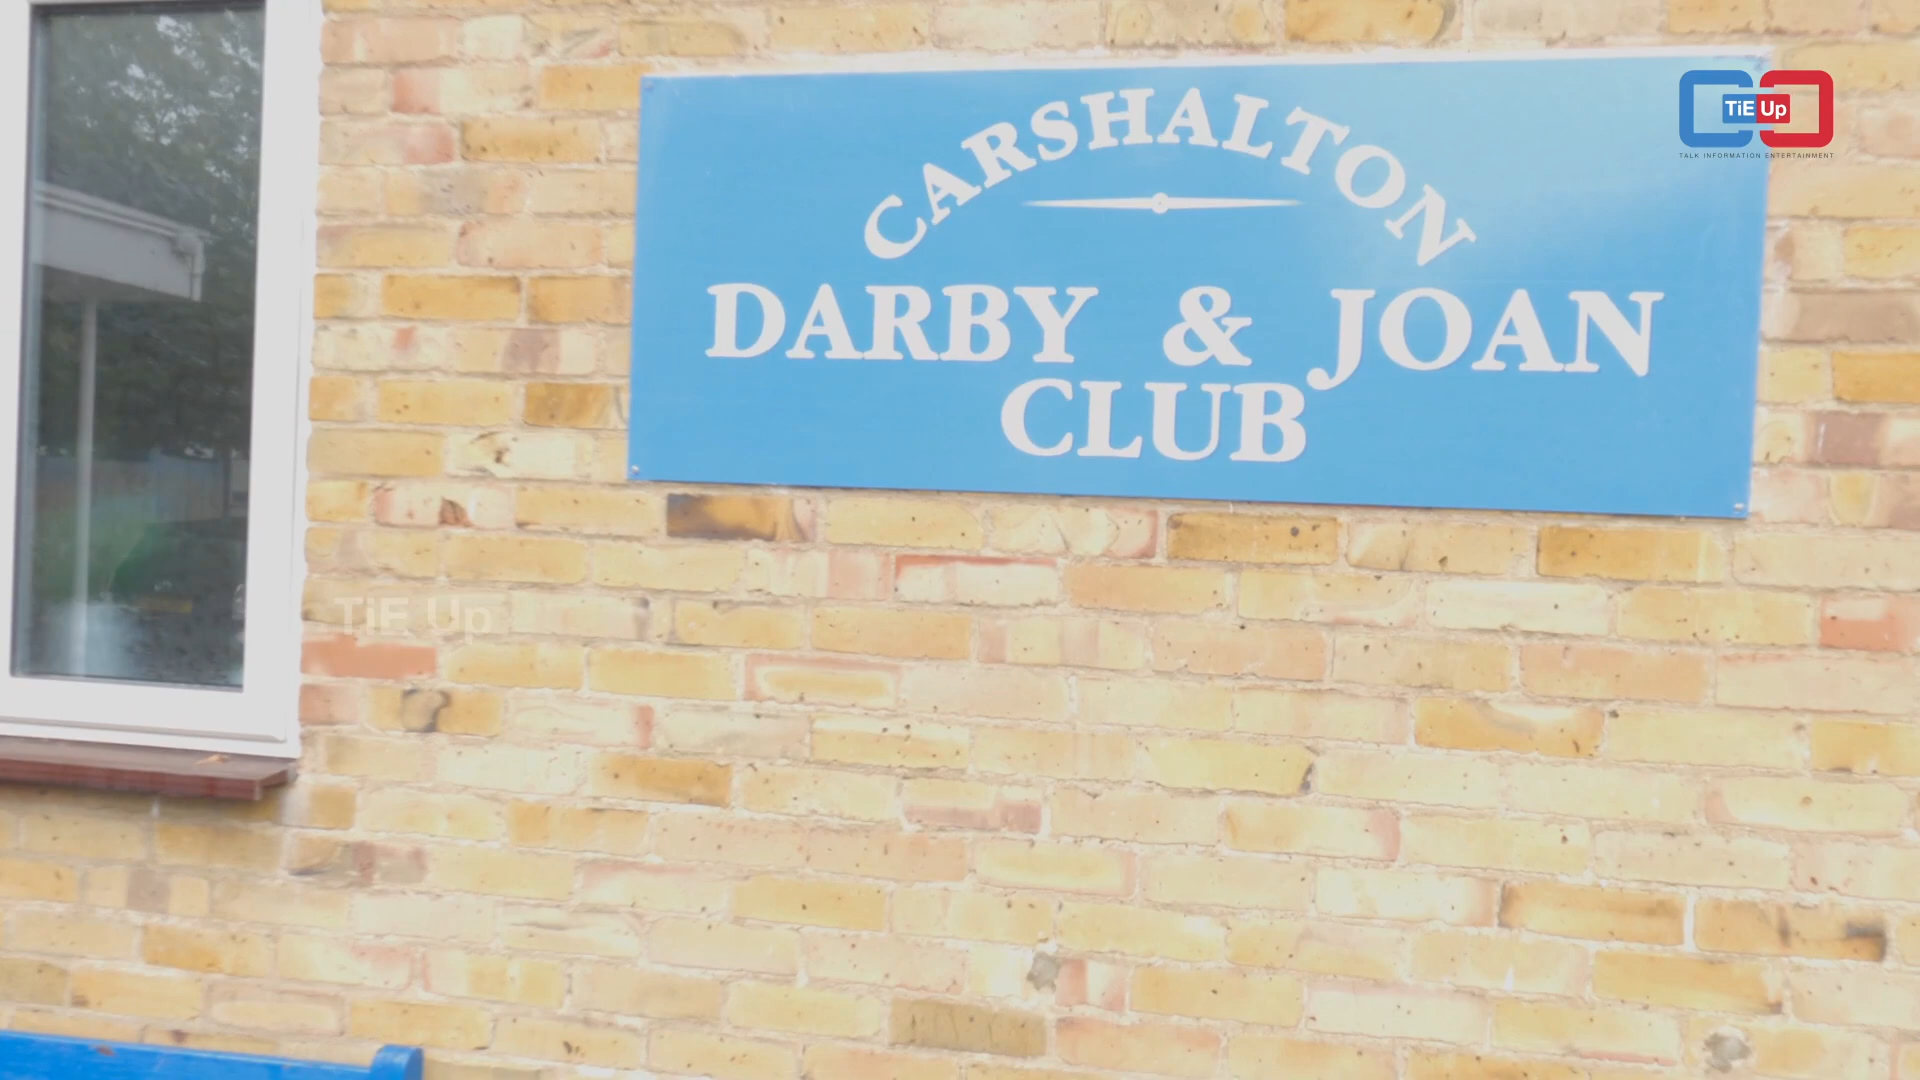 CARSHALTON
DARBY & JOAN
CLUB
TiE Up
TALK INFORMATION ENTERTAINMENT
TiE Up